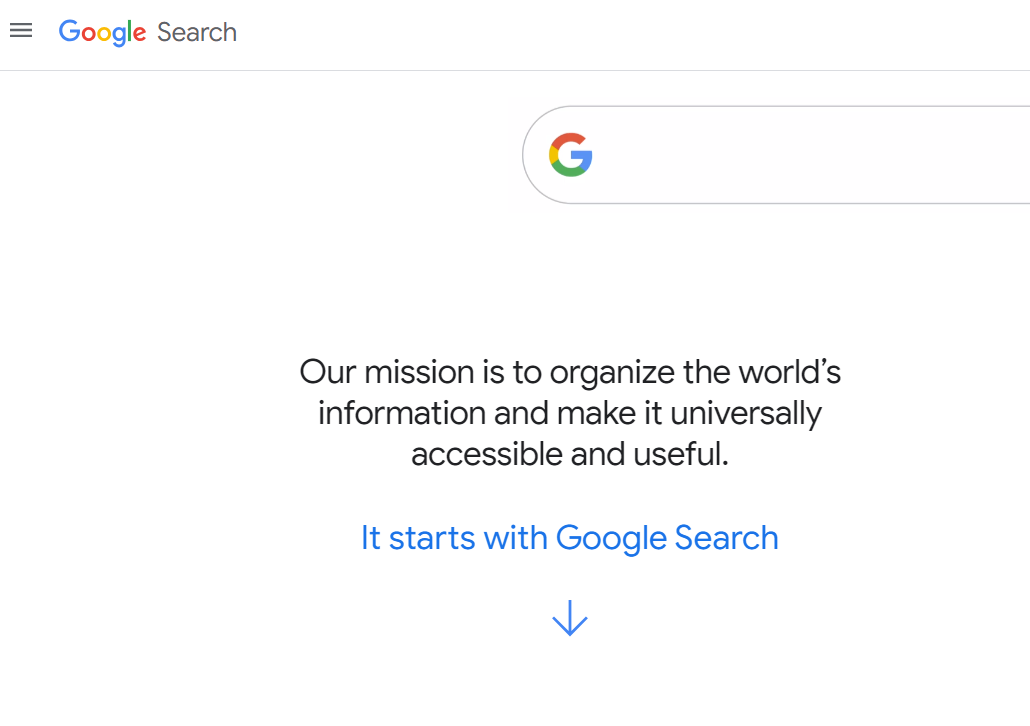 Google Search
Our mission is to organize the world’s
information and make it universally
accessible and useful.
It starts with Google Search